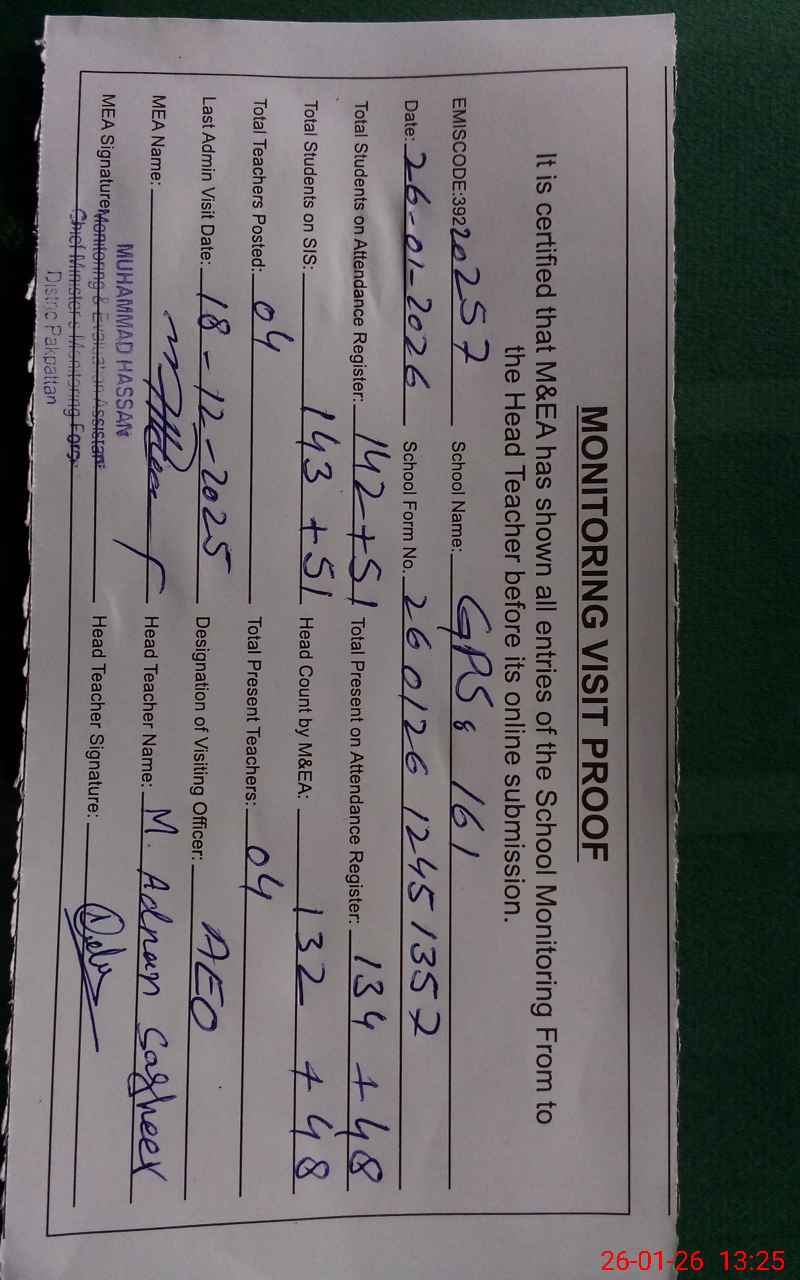 MONITORING VISIT PROOF
It is certified that M&EA has shown all entries of the School Monitoring From to
the Head Teacher before its online submission.
EMISCODE:39220257 School Name: GPS: 161
Date: 26-01-2026 School Form No. 260126 1245 1357
Total Students on Attendance Register: 142+51 Total Present on Attendance Register: 134+48
Total Students on SIS: 143+51 Head Count by M&EA: 132+48
Total Teachers Posted: 04 Total Present Teachers: 04
Last Admin Visit Date: 18-12-2025 Designation of Visiting Officer: AEO
MEA Name: Head Teacher Name: M. Adnan Sagheer
MEA Signature Head Teacher Signature:
MUHAMMAD HASSAN
Monitoring & Evaluation Assistant
Chief Minister's Monitoring Force
Distric Pakpattan
26-01-26 13:25